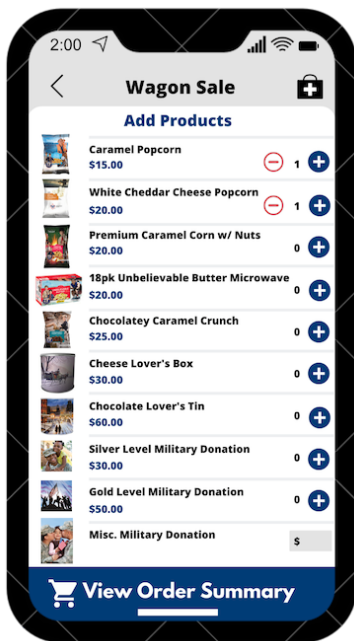 2:00
Wagon Sale
Add Products
Caramel Popcorn
$15.00
1
White Cheddar Cheese Popcorn
$20.00
1
Premium Caramel Corn w/ Nuts
$20.00
0
18pk Unbelievable Butter Microwave
$20.00
0
Chocolatey Caramel Crunch
$25.00
0
Cheese Lover's Box
$30.00
0
Chocolate Lover's Tin
$60.00
0
Silver Level Military Donation
$30.00
0
Gold Level Military Donation
$50.00
0
Misc. Military Donation
$
View Order Summary